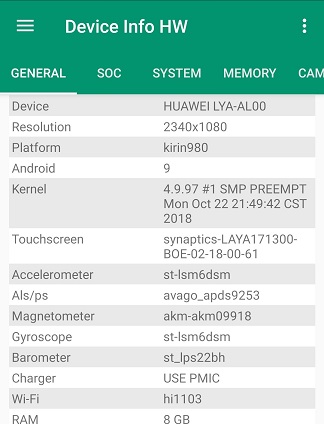 Device Info HW
GENERAL SOC SYSTEM MEMORY CAM
Device HUAWEI LYA-AL00
Resolution 2340x1080
Platform kirin980
Android 9
Kernel 4.9.97 #1 SMP PREEMPT
Mon Oct 22 21:49:42 CST
2018
Touchscreen synaptics-LAYA171300-
BOE-02-18-00-61
Accelerometer st-lsm6dsm
Als/ps avago_apds9253
Magnetometer akm-akm09918
Gyroscope st-lsm6dsm
Barometer st_lps22bh
Charger USE PMIC
Wi-Fi hi1103
RAM 8 GB